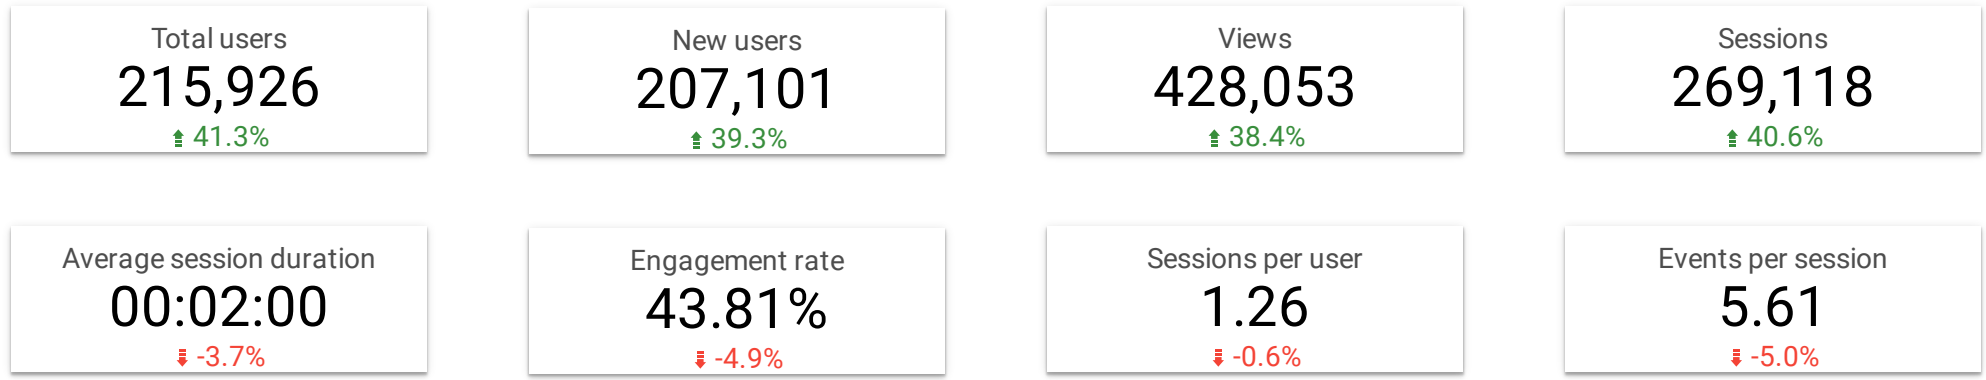 Total users
215,926
41.3%
New users
207,101
39.3%
Views
428,053
38.4%
Sessions
269,118
40.6%
Average session duration
00:02:00
-3.7%
Engagement rate
43.81%
-4.9%
Sessions per user
1.26
-0.6%
Events per session
5.61
-5.0%